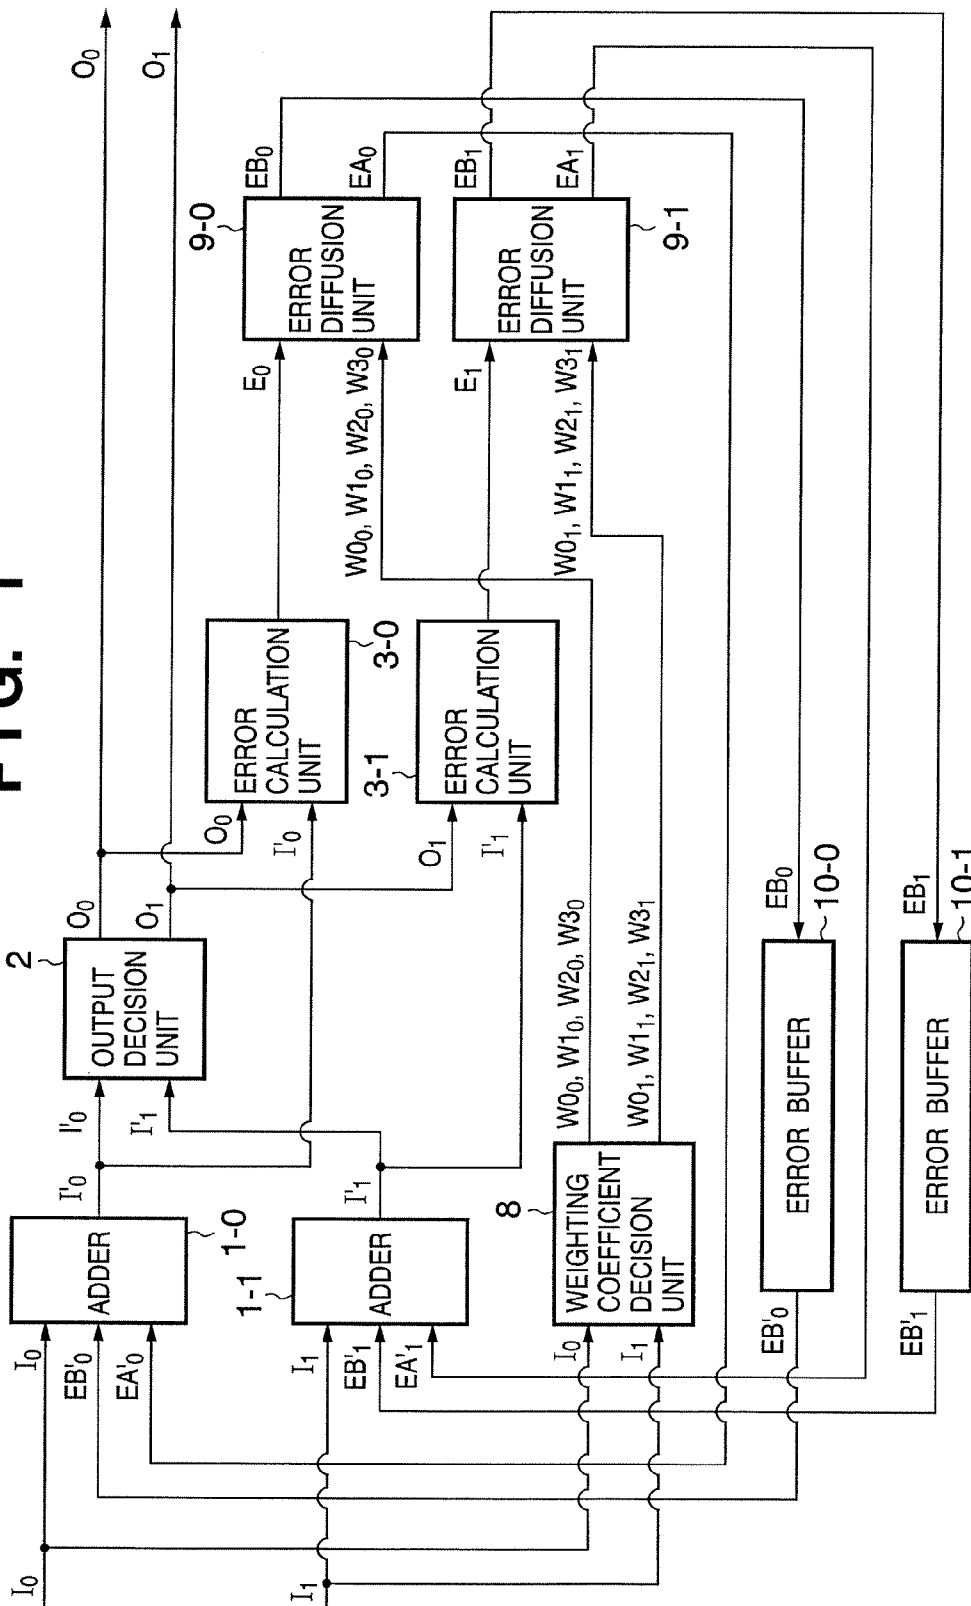 FIG. 1
I₀
I₁
I₀
EB'₀
EA'₀
ADDER
1-0
I'₀
I'₀
I'₁
OUTPUT
DECISION
UNIT
2
O₀
O₁
O₀
O₁
O₀
I'₀
ERROR
CALCULATION
UNIT
3-0
E₀
W0₀, W1₀, W2₀, W3₀
ERROR
DIFFUSION
UNIT
9-0
EB₀
EA₀
I₁
EB'₁
EA'₁
ADDER
1-1
I'₁
O₁
I'₁
ERROR
CALCULATION
UNIT
3-1
E₁
W0₁, W1₁, W2₁, W3₁
ERROR
DIFFUSION
UNIT
9-1
EB₁
EA₁
I₀
I₁
WEIGHTING
COEFFICIENT
DECISION
UNIT
8
W0₀, W1₀, W2₀, W3₀
W0₁, W1₁, W2₁, W3₁
EB'₀
ERROR BUFFER
10-0
EB₀
EB'₁
ERROR BUFFER
10-1
EB₁